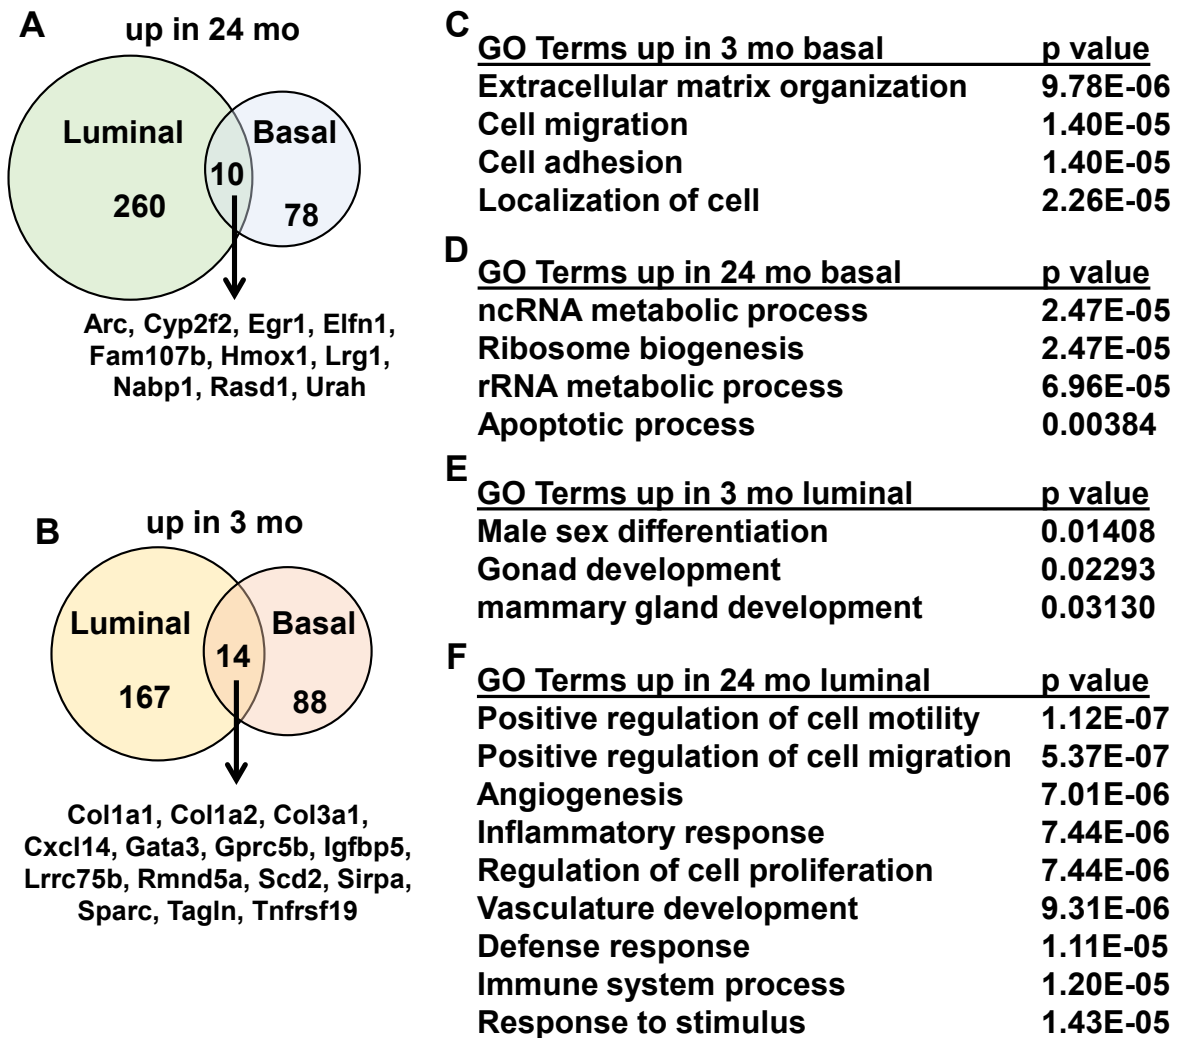 A
up in 24 mo
Luminal
Basal
10
260
78
Arc, Cyp2f2, Egr1, Elfn1,
Fam107b, Hmox1, Lrg1,
Nabp1, Rasd1, Urah
B
up in 3 mo
Luminal
Basal
14
167
88
Col1a1, Col1a2, Col3a1,
Cxcl14, Gata3, Gprc5b, Igfbp5,
Lrrc75b, Rmnd5a, Scd2, Sirpa,
Sparc, Tagln, Tnfrsf19
C
GO Terms up in 3 mo basal p value
Extracellular matrix organization 9.78E-06
Cell migration 1.40E-05
Cell adhesion 1.40E-05
Localization of cell 2.26E-05
D
GO Terms up in 24 mo basal p value
ncRNA metabolic process 2.47E-05
Ribosome biogenesis 2.47E-05
rRNA metabolic process 6.96E-05
Apoptotic process 0.00384
E
GO Terms up in 3 mo luminal p value
Male sex differentiation 0.01408
Gonad development 0.02293
mammary gland development 0.03130
F
GO Terms up in 24 mo luminal p value
Positive regulation of cell motility 1.12E-07
Positive regulation of cell migration 5.37E-07
Angiogenesis 7.01E-06
Inflammatory response 7.44E-06
Regulation of cell proliferation 7.44E-06
Vasculature development 9.31E-06
Defense response 1.11E-05
Immune system process 1.20E-05
Response to stimulus 1.43E-05